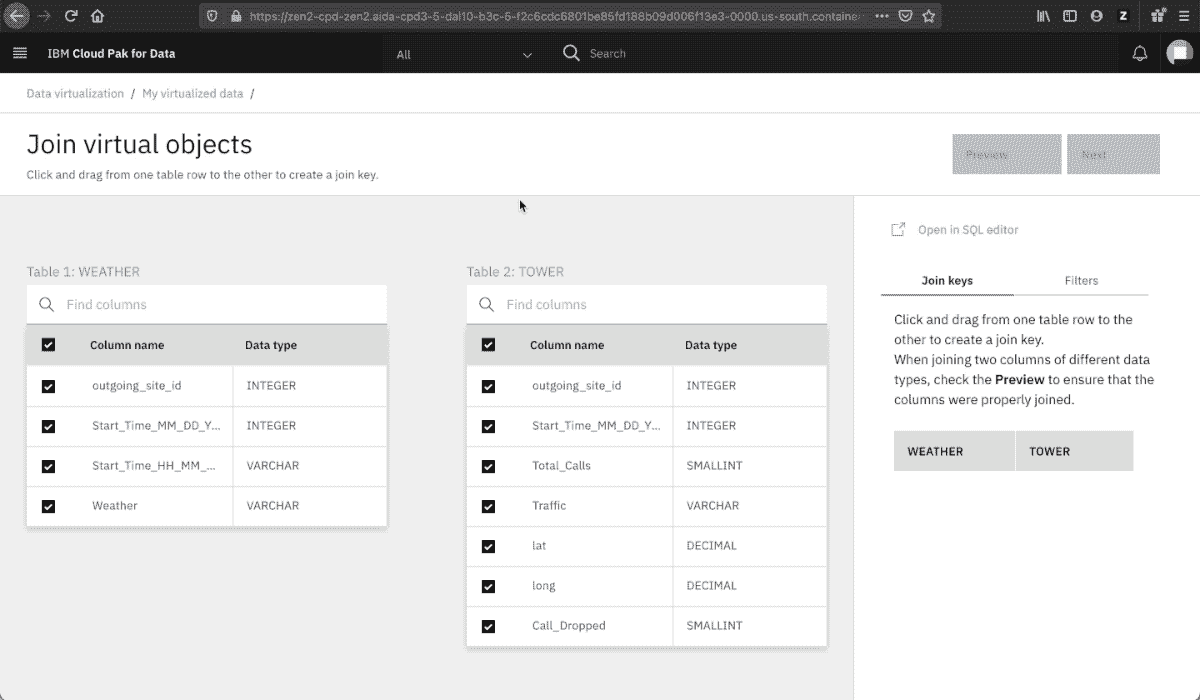 https://zen2-cpd-zen2.aida-cpd3-5-dal10-b3c-5-f2c6cdc6801be85fd188b09d006f13e3-0000.us-south.containe
IBM Cloud Pak for Data
All
Search
Data virtualization / My virtualized data /
Join virtual objects
Click and drag from one table row to the other to create a join key.
Preview
Next
Open in SQL editor
Table 1: WEATHER
Find columns
Column name Data type
outgoing_site_id INTEGER
Start_Time_MM_DD_Y... INTEGER
Start_Time_HH_MM_... VARCHAR
Weather VARCHAR
Table 2: TOWER
Find columns
Column name Data type
outgoing_site_id INTEGER
Start_Time_MM_DD_Y... INTEGER
Total_Calls SMALLINT
Traffic VARCHAR
lat DECIMAL
long DECIMAL
Call_Dropped SMALLINT
Join keys Filters
Click and drag from one table row to the
other to create a join key.
When joining two columns of different data
types, check the Preview to ensure that the
columns were properly joined.
WEATHER TOWER